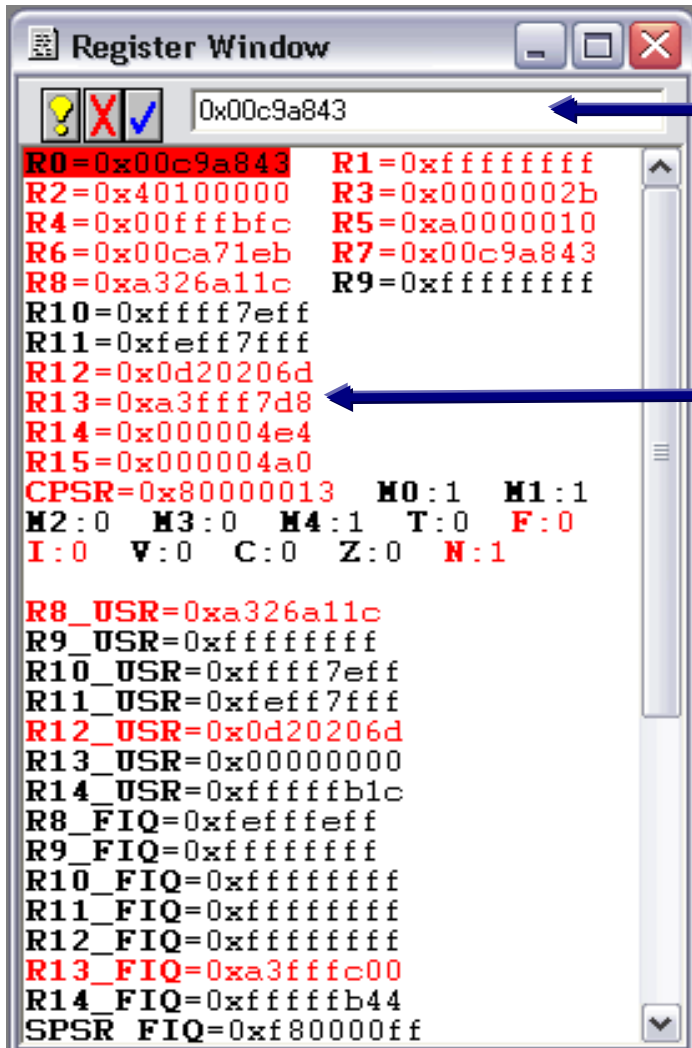 Register Window
0x00c9a843
R0=0x00c9a843 R1=0xffffffff
R2=0x40100000 R3=0x0000002b
R4=0x00fffbfc R5=0xa0000010
R6=0x00ca71eb R7=0x00c9a843
R8=0xa326a11c R9=0xffffffff
R10=0xffff7eff
R11=0xfeff7fff
R12=0x0d20206d
R13=0xa3fff7d8
R14=0x000004e4
R15=0x000004a0
CPSR=0x80000013 M0:1 M1:1
M2:0 M3:0 M4:1 T:0 F:0
I:0 V:0 C:0 Z:0 N:1
R8_USR=0xa326a11c
R9_USR=0xffffffff
R10_USR=0xffff7eff
R11_USR=0xfeff7fff
R12_USR=0x0d20206d
R13_USR=0x00000000
R14_USR=0xfffffb1c
R8_FIQ=0xfefffeff
R9_FIQ=0xffffffff
R10_FIQ=0xffffffff
R11_FIQ=0xffffffff
R12_FIQ=0xffffffff
R13_FIQ=0xa3fffc00
R14_FIQ=0xfffffb44
SPSR_FIQ=0xf80000ff